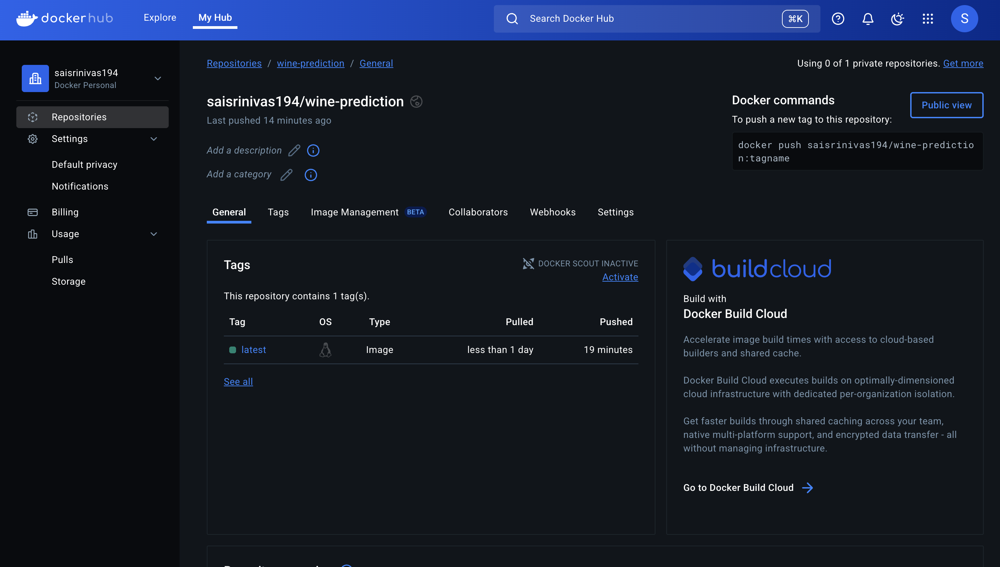 dockerhub
Explore
My Hub
Search Docker Hub
⌘K
S
saisrinivas194
Docker Personal
Repositories
Settings
Default privacy
Notifications
Billing
Usage
Pulls
Storage
Repositories / wine-prediction / General
Using 0 of 1 private repositories. Get more
saisrinivas194/wine-prediction
Last pushed 14 minutes ago
Add a description
Add a category
Docker commands
Public view
To push a new tag to this repository:
docker push saisrinivas194/wine-predictio
n:tagname
General
Tags
Image Management BETA
Collaborators
Webhooks
Settings
Tags
DOCKER SCOUT INACTIVE
Activate
This repository contains 1 tag(s).
Tag OS Type Pulled Pushed
latest Image less than 1 day 19 minutes
See all
buildcloud
Build with
Docker Build Cloud
Accelerate image build times with access to cloud-based
builders and shared cache.
Docker Build Cloud executes builds on optimally-dimensioned
cloud infrastructure with dedicated per-organization isolation.
Get faster builds through shared caching across your team,
native multi-platform support, and encrypted data transfer - all
without managing infrastructure.
Go to Docker Build Cloud